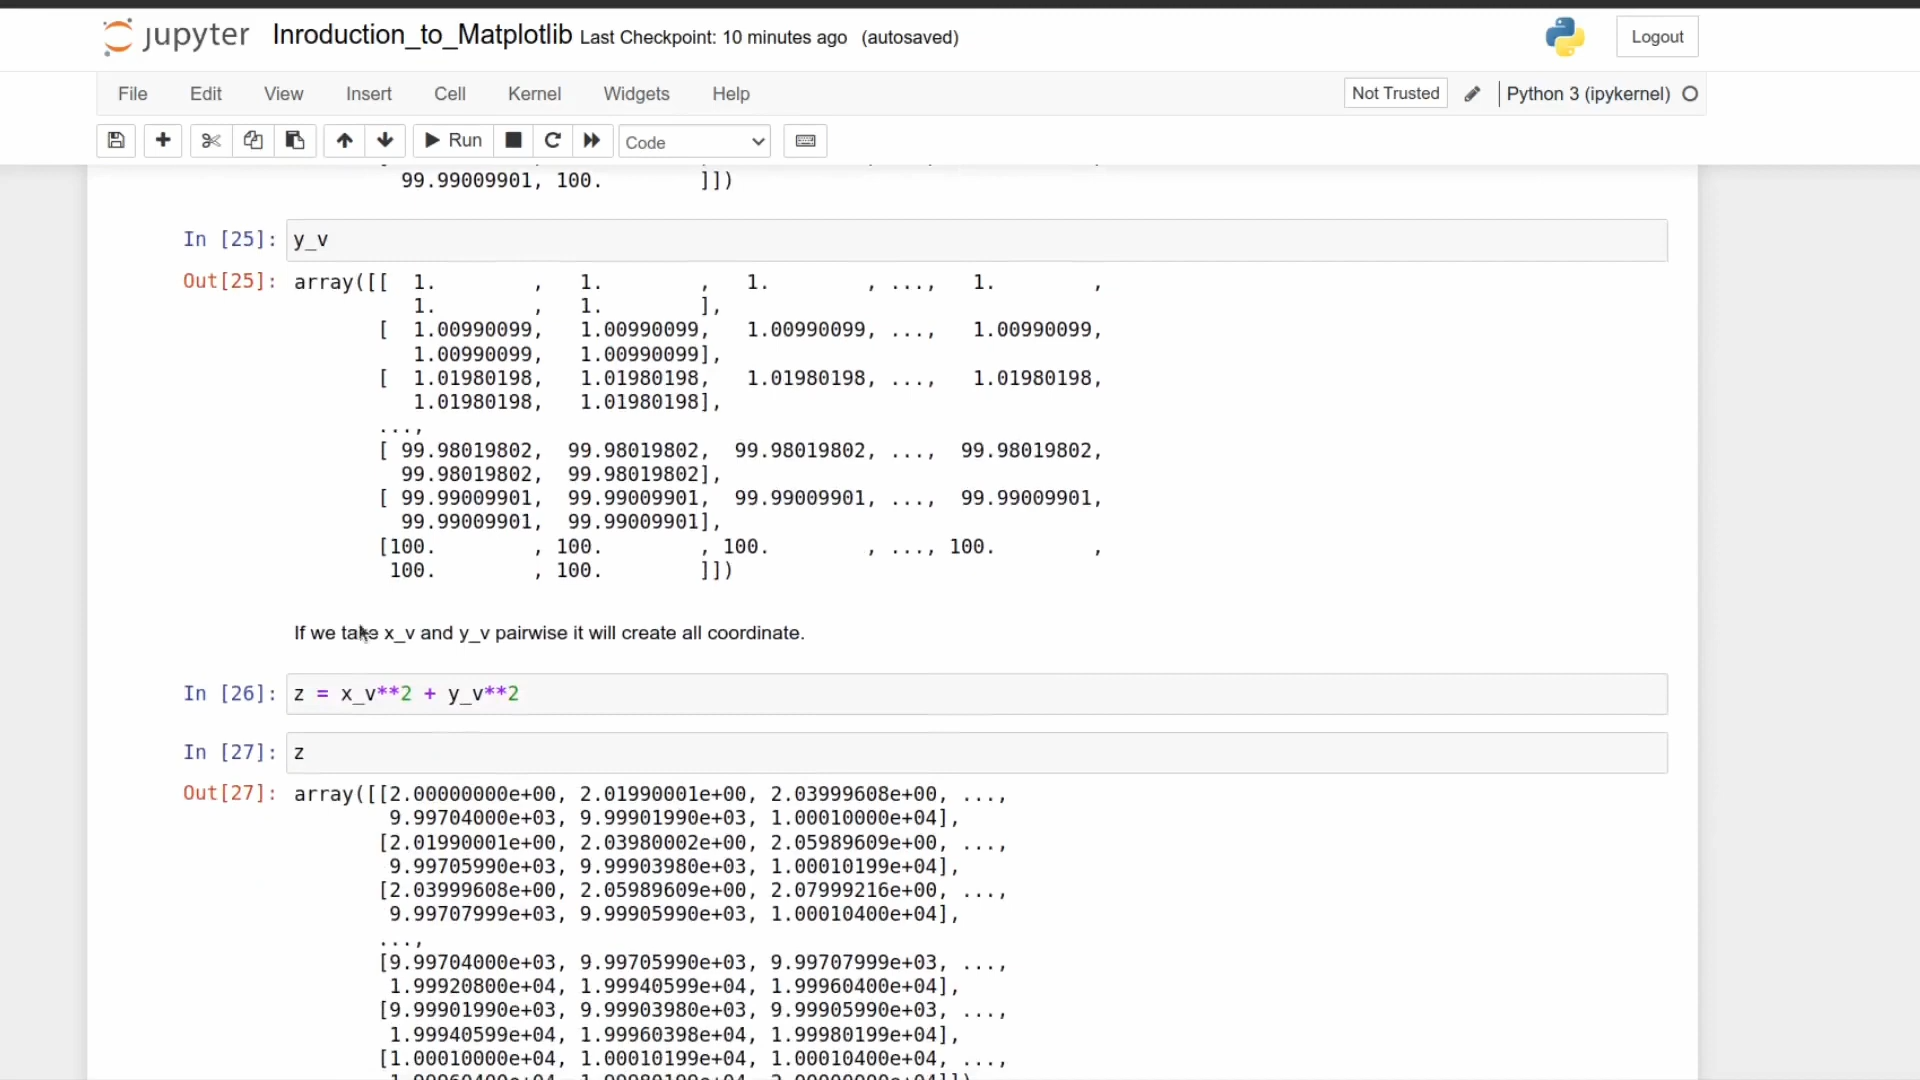 jupyter Inroduction_to_Matplotlib Last Checkpoint: 10 minutes ago (autosaved) Logout
File Edit View Insert Cell Kernel Widgets Help Not Trusted Python 3 (ipykernel)
Run Code
99.99009901, 100. ]])
In [25]: y_v
Out[25]: array([[ 1. , 1. , 1. , ..., 1. ,
1. , 1. ],
[ 1.00990099, 1.00990099, 1.00990099, ..., 1.00990099,
1.00990099, 1.00990099],
[ 1.01980198, 1.01980198, 1.01980198, ..., 1.01980198,
1.01980198, 1.01980198],
...,
[ 99.98019802, 99.98019802, 99.98019802, ..., 99.98019802,
99.98019802, 99.98019802],
[ 99.99009901, 99.99009901, 99.99009901, ..., 99.99009901,
99.99009901, 99.99009901],
[100. , 100. , 100. , ..., 100. ,
100. , 100. ]])
If we take x_v and y_v pairwise it will create all coordinate.
In [26]: z = x_v**2 + y_v**2
In [27]: z
Out[27]: array([[2.00000000e+00, 2.01990001e+00, 2.03999608e+00, ...,
9.99704000e+03, 9.99901990e+03, 1.00010000e+04],
[2.01990001e+00, 2.03980002e+00, 2.05989609e+00, ...,
9.99705990e+03, 9.99903980e+03, 1.00010199e+04],
[2.03999608e+00, 2.05989609e+00, 2.07999216e+00, ...,
9.99707999e+03, 9.99905990e+03, 1.00010400e+04],
...,
[9.99704000e+03, 9.99705990e+03, 9.99707999e+03, ...,
1.99920800e+04, 1.99940599e+04, 1.99960400e+04],
[9.99901990e+03, 9.99903980e+03, 9.99905990e+03, ...,
1.99940599e+04, 1.99960398e+04, 1.99980199e+04],
[1.00010000e+04, 1.00010199e+04, 1.00010400e+04, ...,